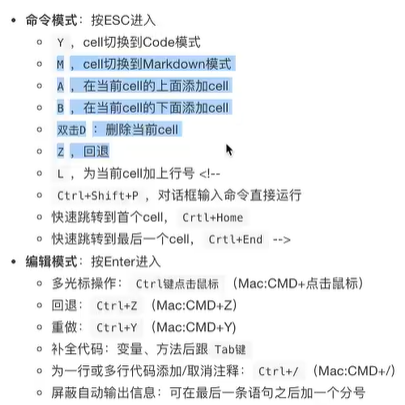 命令模式：按ESC进入
Y ，cell切换到Code模式
M ，cell切换到Markdown模式
A ，在当前cell的上面添加cell
B ，在当前cell的下面添加cell
双击D ：删除当前cell
Z ，回退
L ，为当前cell加上行号 <!--
Ctrl+Shift+P ，对话框输入命令直接运行
快速跳转到首个cell， Crtl+Home
快速跳转到最后一个cell， Crtl+End -->
编辑模式：按Enter进入
多光标操作： Ctrl键点击鼠标 （Mac:CMD+点击鼠标）
回退： Ctrl+Z （Mac:CMD+Z）
重做： Ctrl+Y （Mac:CMD+Y)
补全代码：变量、方法后跟 Tab键
为一行或多行代码添加/取消注释： Ctrl+/ （Mac:CMD+/）
屏蔽自动输出信息：可在最后一条语句之后加一个分号